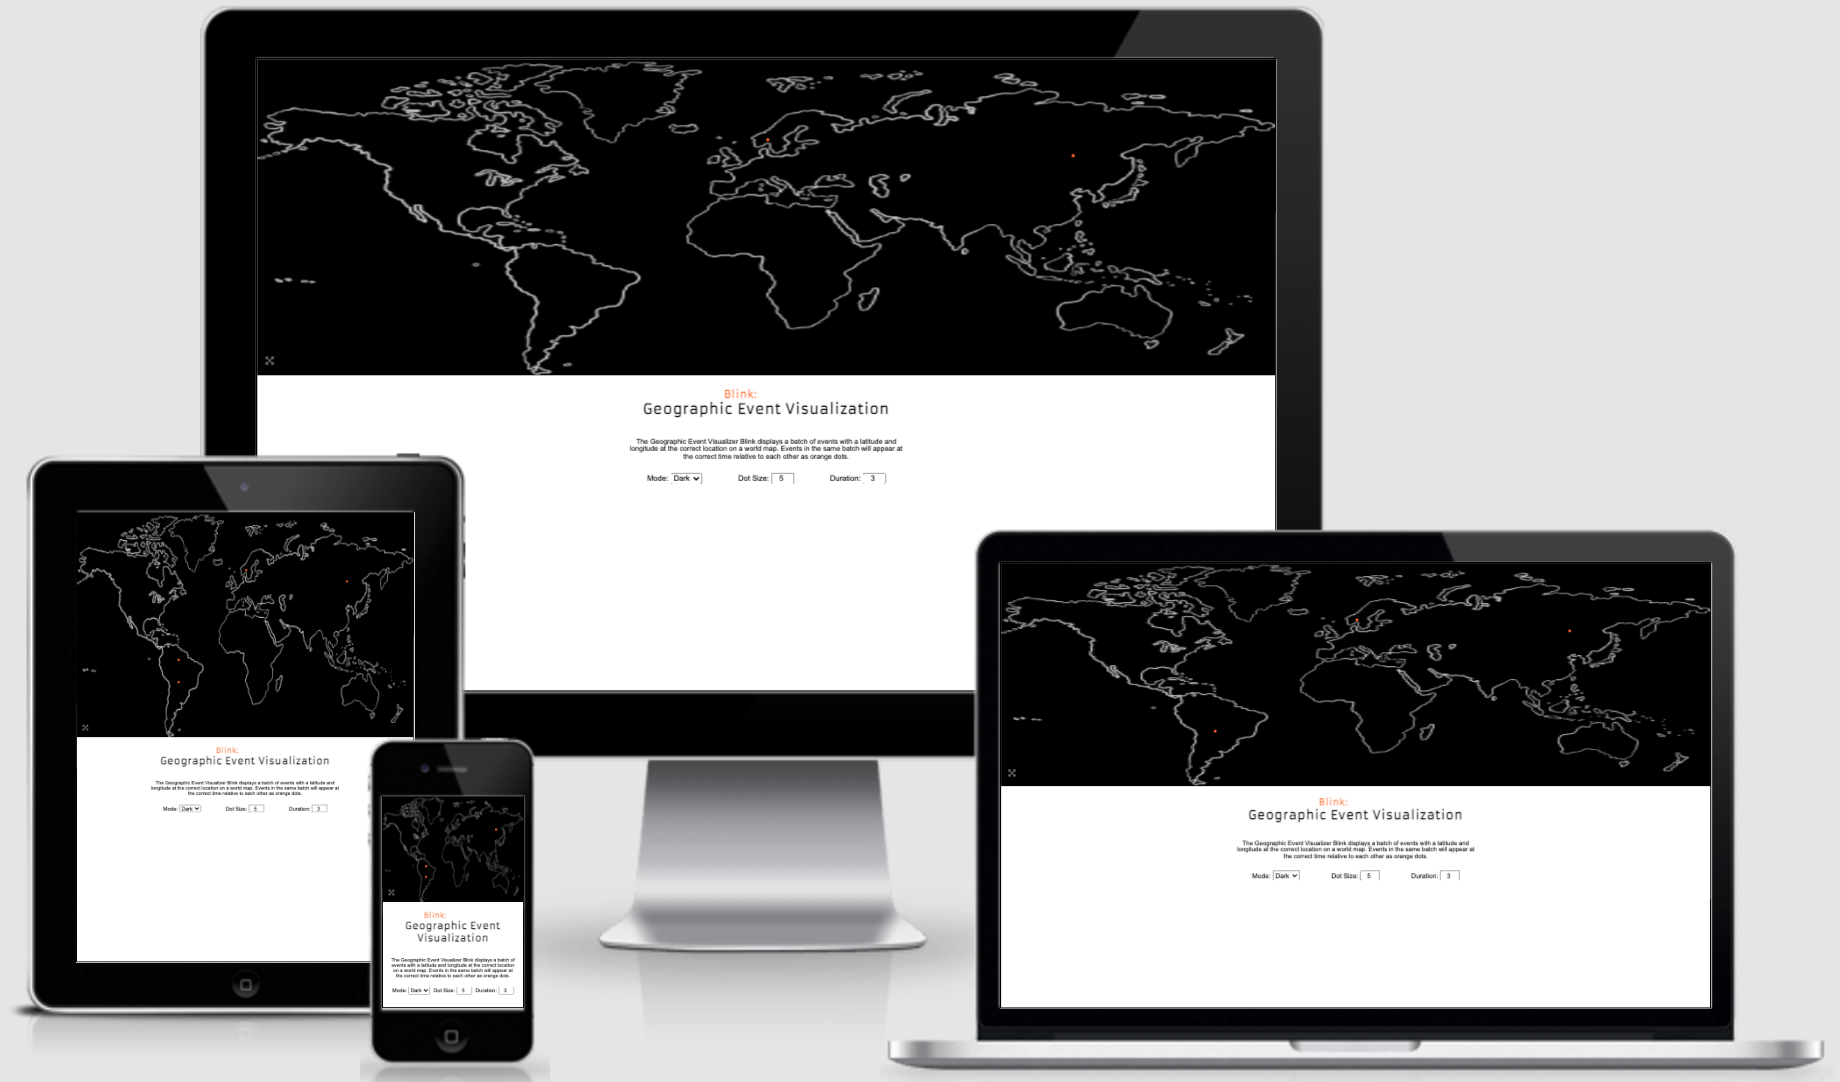 Blink:
Geographic Event Visualization
The Geographic Event Visualizer Blink displays a batch of events with a latitude and
longitude at the correct location on a world map. Events in the same batch will appear at
the correct time relative to each other as orange dots.
Mode: Dark Dot Size: 5 Duration: 3
Blink:
Geographic Event Visualization
The Geographic Event Visualizer Blink displays a batch of events with a latitude and
longitude at the correct location on a world map. Events in the same batch will appear at
the correct time relative to each other as orange dots.
Mode: Dark Dot Size: 5 Duration: 3
Blink:
Geographic Event
Visualization
The Geographic Event Visualizer Blink displays a batch of
events with a latitude and longitude at the correct location
on a world map. Events in the same batch will appear at
the correct time relative to each other as orange dots.
Mode: Dark Dot Size: 5 Duration: 3
Blink:
Geographic Event Visualization
The Geographic Event Visualizer Blink displays a batch of events with a latitude and
longitude at the correct location on a world map. Events in the same batch will appear at
the correct time relative to each other as orange dots.
Mode: Dark Dot Size: 5 Duration: 3